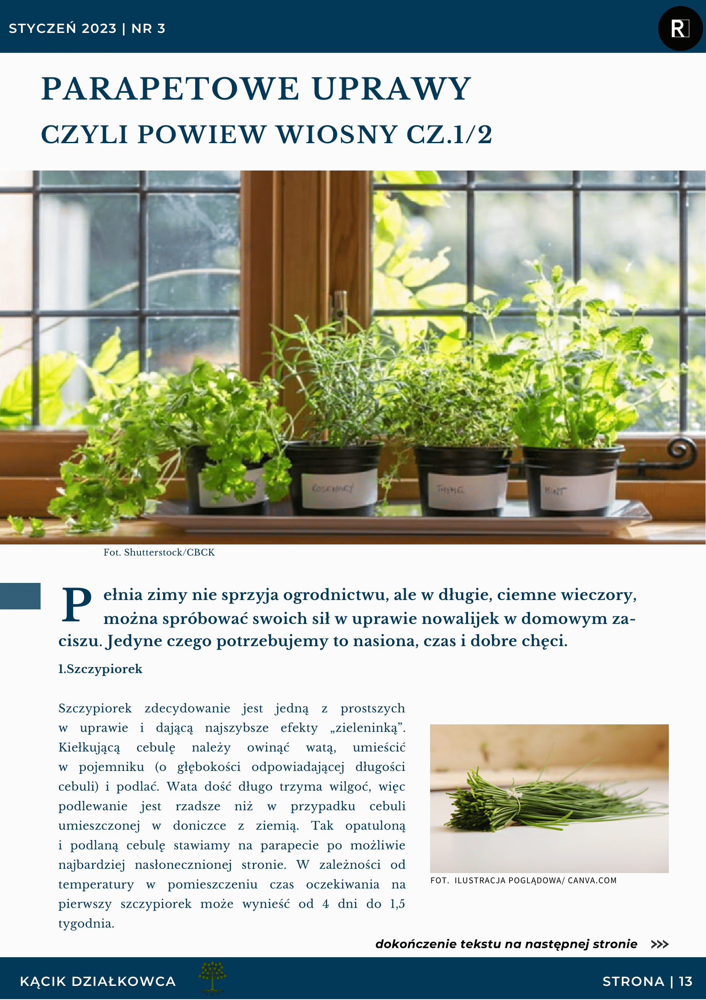 STYCZEŃ 2023 | NR 3
R
PARAPETOWE UPRAWY
CZYLI POWIEW WIOSNY CZ.1/2
R
ROSEMARY
THYME
MINT
Fot. Shutterstock/CBCK
Pełnia zimy nie sprzyja ogrodnictwu, ale w długie, ciemne wieczory,
można spróbować swoich sił w uprawie nowalijek w domowym za-
ciszu. Jedyne czego potrzebujemy to nasiona, czas i dobre chęci.
1.Szczypiorek
Szczypiorek zdecydowanie jest jedną z prostszych
w uprawie i dającą najszybsze efekty „zieleninką”.
Kiełkującą cebulę należy owinąć watą, umieścić
w pojemniku (o głębokości odpowiadającej długości
cebuli) i podlać. Wata dość długo trzyma wilgoć, więc
podlewanie jest rzadsze niż w przypadku cebuli
umieszczonej w doniczce z ziemią. Tak opatuloną
i podlaną cebulę stawiamy na parapecie po możliwie
najbardziej nasłonecznionej stronie. W zależności od
temperatury w pomieszczeniu czas oczekiwania na
pierwszy szczypiorek może wynieść od 4 dni do 1,5
tygodnia.
FOT. ILUSTRACJA POGLĄDOWA/ CANVA.COM
dokończenie tekstu na następnej stronie >>>
KĄCIK DZIAŁKOWCA
STRONA | 13